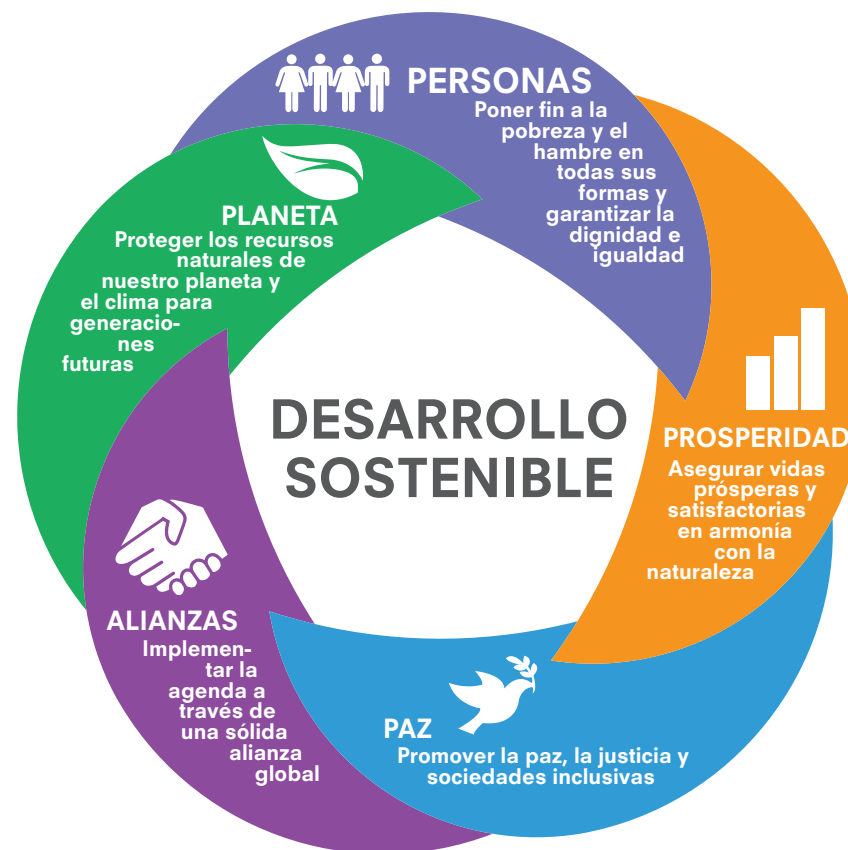 PERSONAS
Poner fin a la
pobreza y el
hambre en
todas sus
formas y
garantizar la
dignidad e
igualdad
PLANETA
Proteger los recursos
naturales de
nuestro planeta y
el clima para
generacio-
nes
futuras
DESARROLLO
SOSTENIBLE
PROSPERIDAD
Asegurar vidas
prósperas y
satisfactorias
en armonía
con la
naturaleza
ALIANZAS
Implemen-
tar la
agenda a
través de
una sólida
alianza
global
PAZ
Promover la paz, la justicia y
sociedades inclusivas